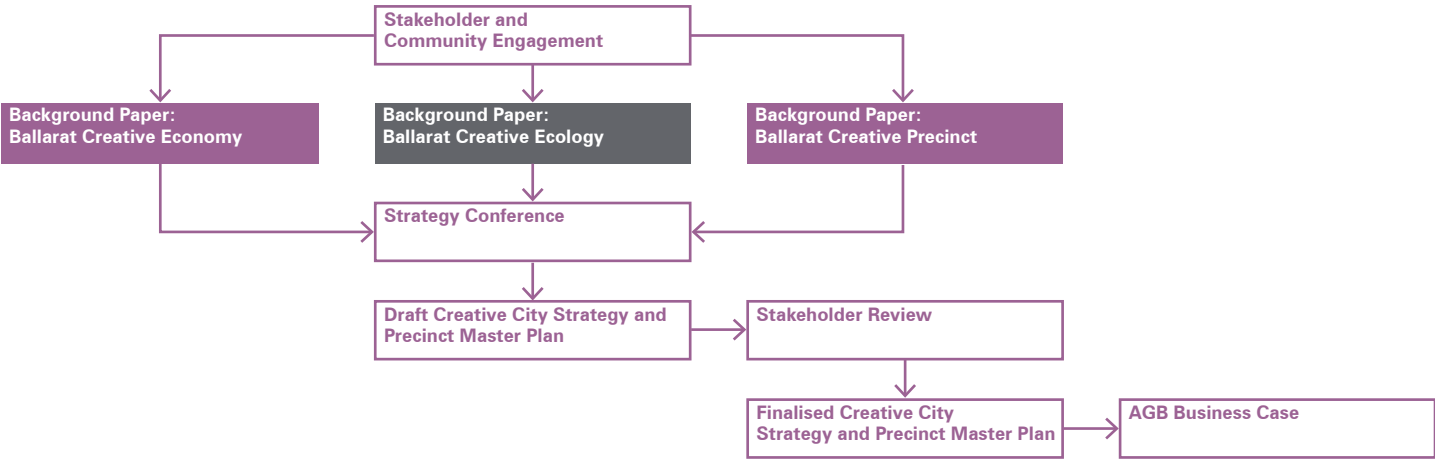 Stakeholder and
Community Engagement
Background Paper:
Ballarat Creative Economy
Background Paper:
Ballarat Creative Ecology
Background Paper:
Ballarat Creative Precinct
Strategy Conference
Draft Creative City Strategy and
Precinct Master Plan
Stakeholder Review
Finalised Creative City
Strategy and Precinct Master Plan
AGB Business Case